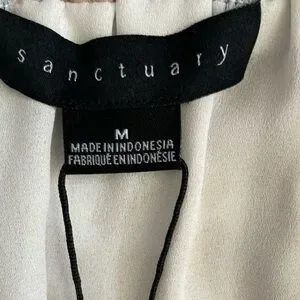 sanctuary
M
MADE IN INDONESIA
FABRIQUÉ EN INDONÉSIE